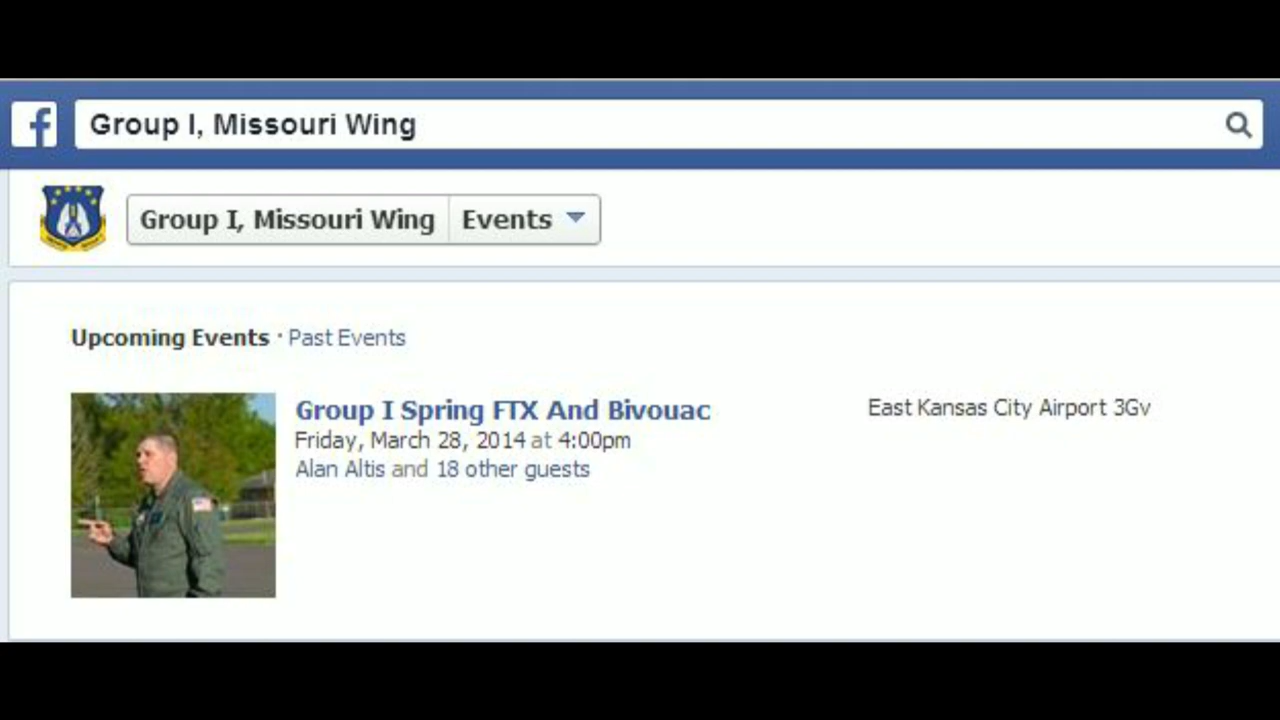 Group I, Missouri Wing
Group I, Missouri Wing Events
Upcoming Events · Past Events
Group I Spring FTX And Bivouac
East Kansas City Airport 3Gv
Friday, March 28, 2014 at 4:00pm
Alan Altis and 18 other guests